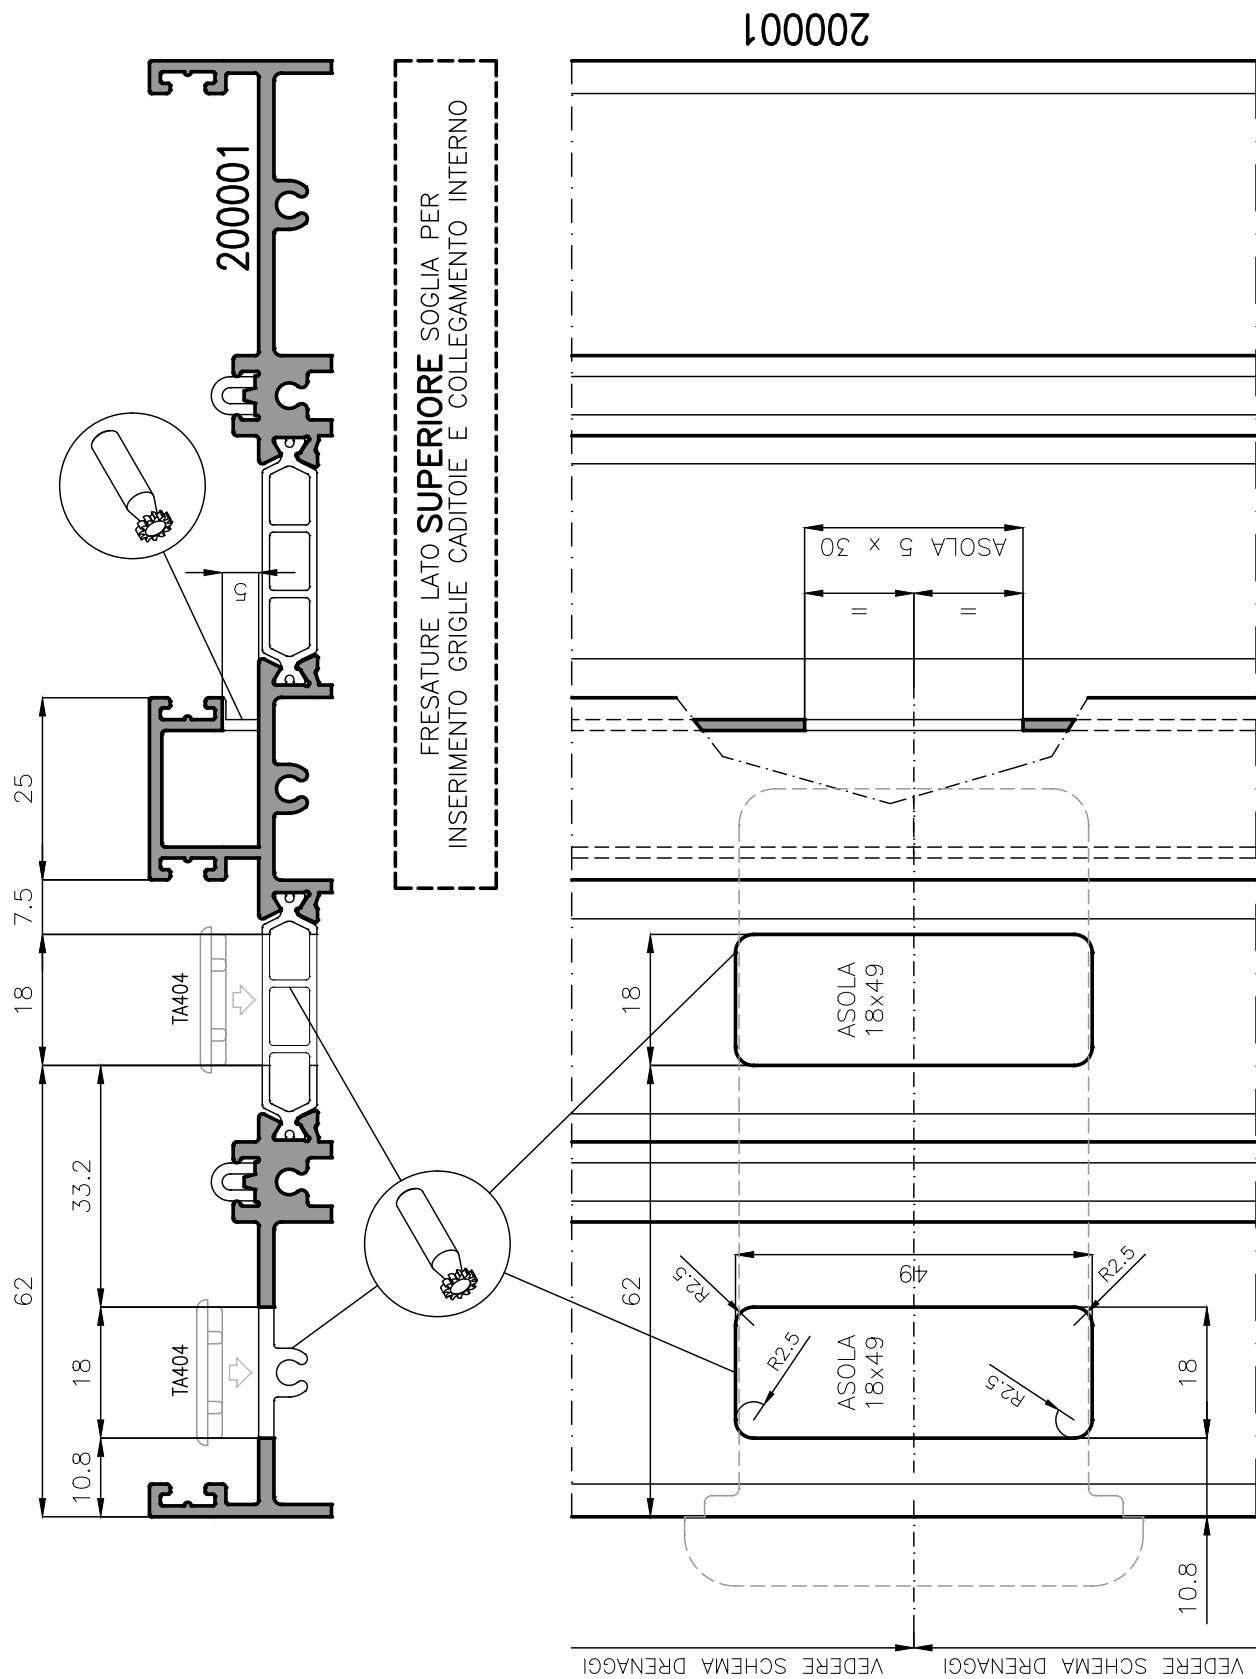 200001
200001
FRESATURE LATO SUPERIORE SOGLIA PER
INSERIMENTO GRIGLIE CADITOIE E COLLEGAMENTO INTERNO
5
25
7.5
18
62
33.2
18
10.8
TA404
TA404
ASOLA 5 x 30
=
=
18
62
ASOLA
18x49
49
R2.5
R2.5
R2.5
R2.5
ASOLA
18x49
18
10.8
VEDERE SCHEMA DRENAGGI
VEDERE SCHEMA DRENAGGI